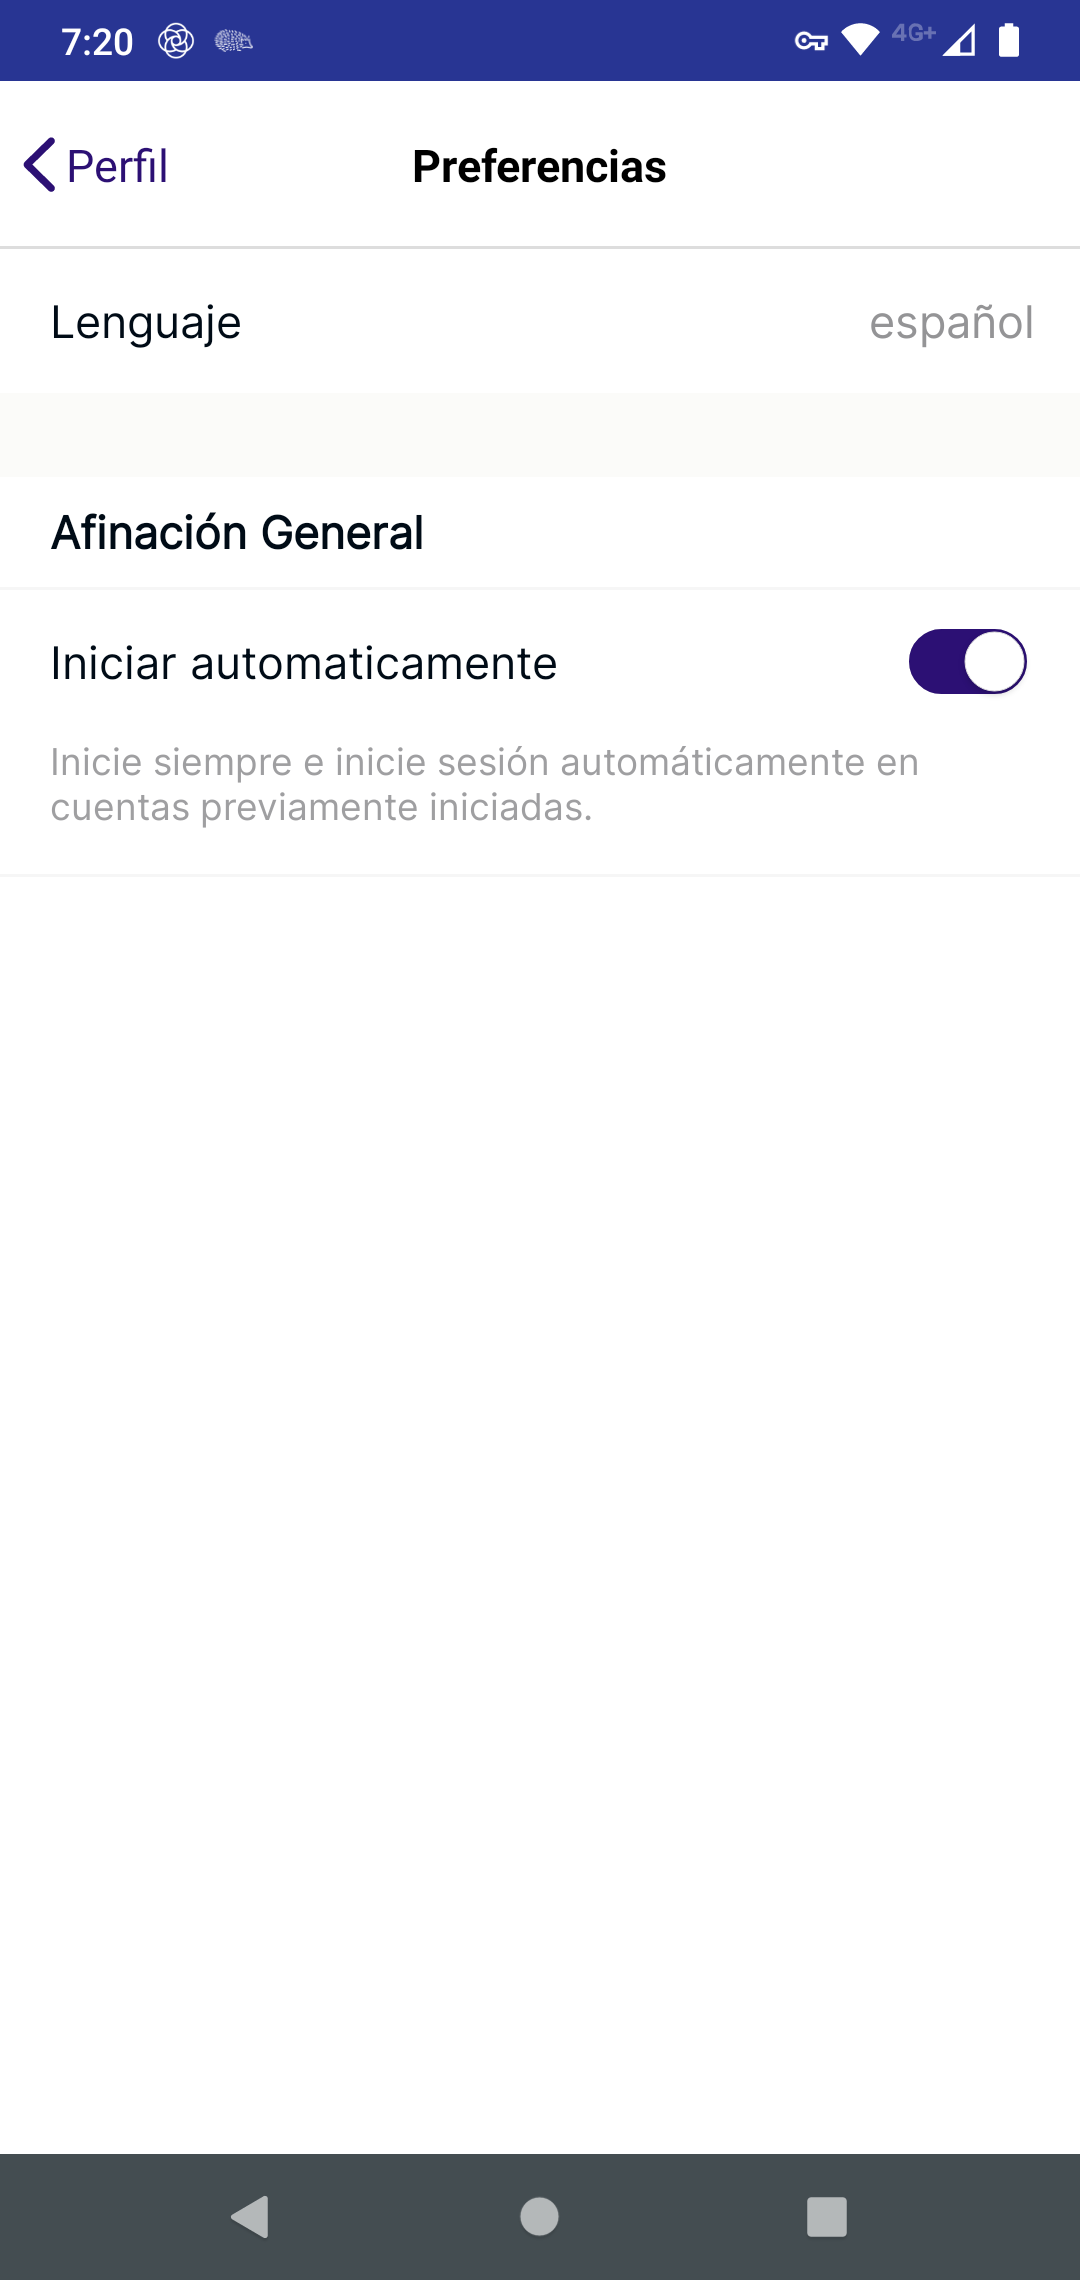 7:20
4G+
Perfil
Preferencias
Lenguaje
español
Afinación General
Iniciar automaticamente
Inicie siempre e inicie sesión automáticamente en
cuentas previamente iniciadas.